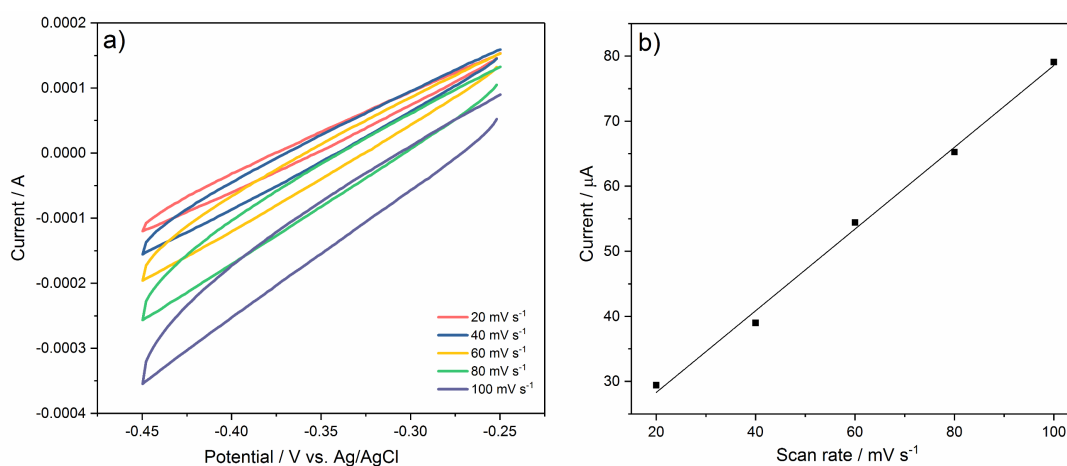 a)
0.0002
0.0001
0.0000
-0.0001
-0.0002
-0.0003
-0.0004
Current / A
-0.45 -0.40 -0.35 -0.30 -0.25
Potential / V vs. Ag/AgCl
20 mV s⁻¹
40 mV s⁻¹
60 mV s⁻¹
80 mV s⁻¹
100 mV s⁻¹
b)
80
70
60
50
40
30
Current / μA
20 40 60 80 100
Scan rate / mV s⁻¹